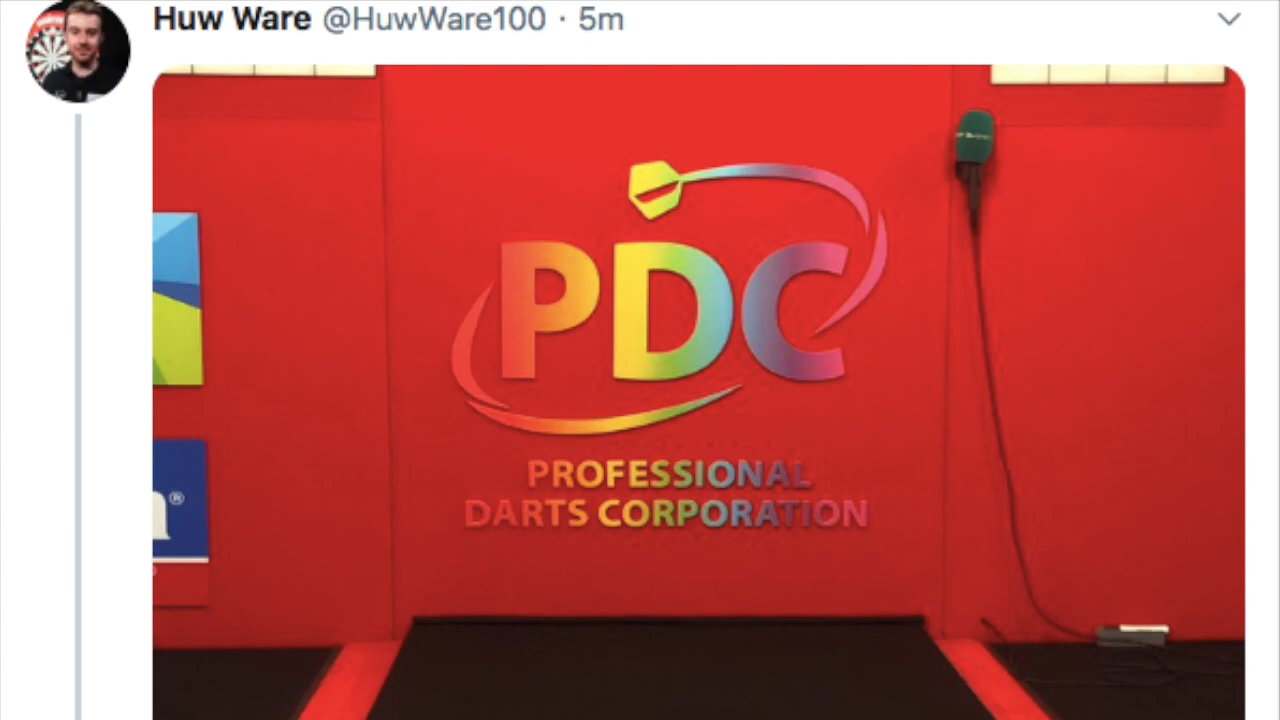 Huw Ware @HuwWare100 · 5m
PDC
PROFESSIONAL
DARTS CORPORATION
®